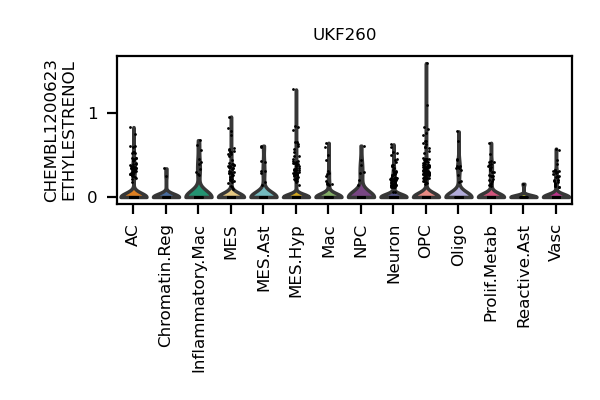 UKF260
CHEMBL1200623
ETHYLESTRENOL
1
0
AC
Chromatin.Reg
Inflammatory.Mac
MES
MES.Ast
MES.Hyp
Mac
NPC
Neuron
OPC
Oligo
Prolif.Metab
Reactive.Ast
Vasc